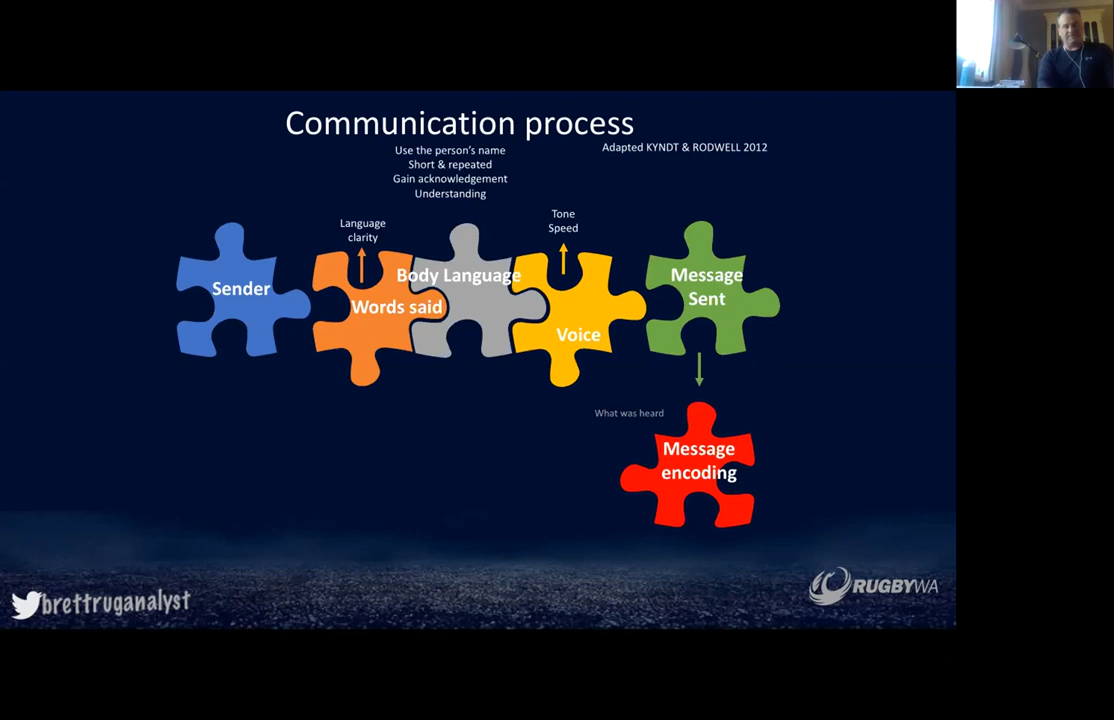 Communication process
Adapted KYNDT & RODWELL 2012
Use the person's name
Short & repeated
Gain acknowledgement
Understanding
Language
clarity
Tone
Speed
Sender
Words said
Body Language
Voice
Message
Sent
What was heard
Message
encoding
brettruganalyst
RUGBYWA